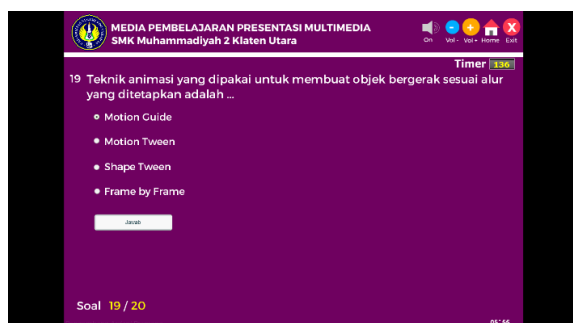 MEDIA PEMBELAJARAN PRESENTASI MULTIMEDIA
SMK Muhammadiyah 2 Klaten Utara
On Vol- Vol+ Home Exit
Timer 136
19 Teknik animasi yang dipakai untuk membuat objek bergerak sesuai alur
yang ditetapkan adalah ...
Motion Guide
Motion Tween
Shape Tween
Frame by Frame
Jawab
Soal 19 / 20